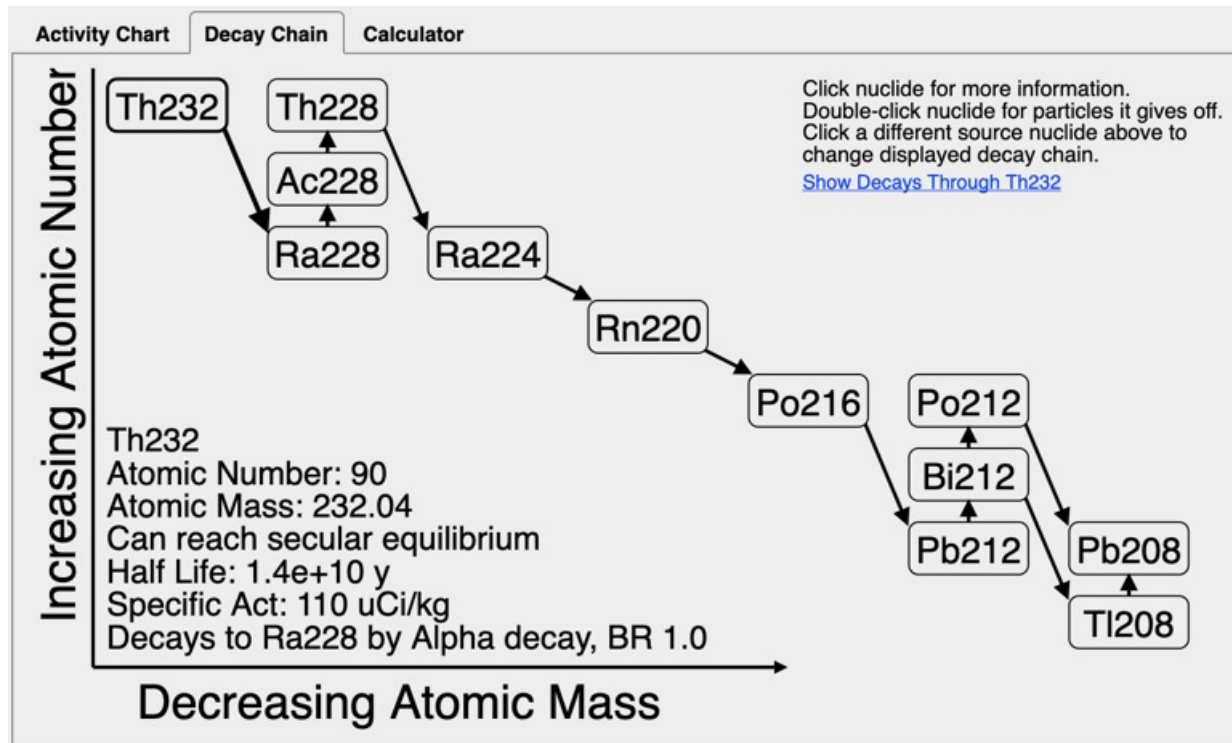 Activity Chart
Decay Chain
Calculator
Increasing Atomic Number
Th232
Th228
Ac228
Ra228
Ra224
Rn220
Po216
Po212
Bi212
Pb212
Pb208
Tl208
Click nuclide for more information.
Double-click nuclide for particles it gives off.
Click a different source nuclide above to
change displayed decay chain.
Show Decays Through Th232
Th232
Atomic Number: 90
Atomic Mass: 232.04
Can reach secular equilibrium
Half Life: 1.4e+10 y
Specific Act: 110 uCi/kg
Decays to Ra228 by Alpha decay, BR 1.0
Decreasing Atomic Mass